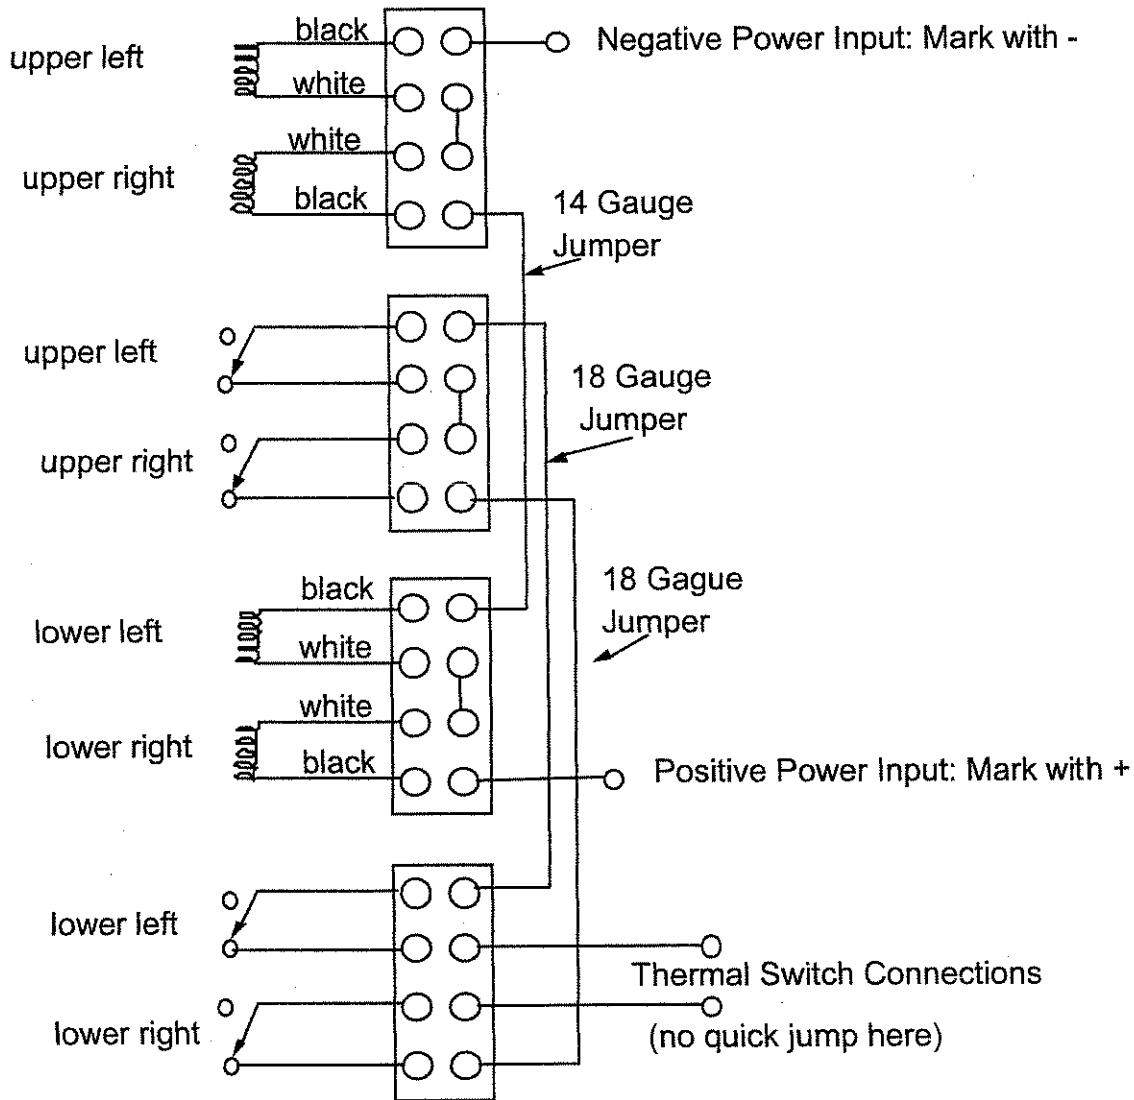 black
Negative Power Input: Mark with -
upper left
white
white
upper right
black
14 Gauge
Jumper
upper left
18 Gauge
Jumper
upper right
18 Gague
Jumper
black
lower left
white
white
lower right
black
Positive Power Input: Mark with +
lower left
Thermal Switch Connections
lower right
(no quick jump here)